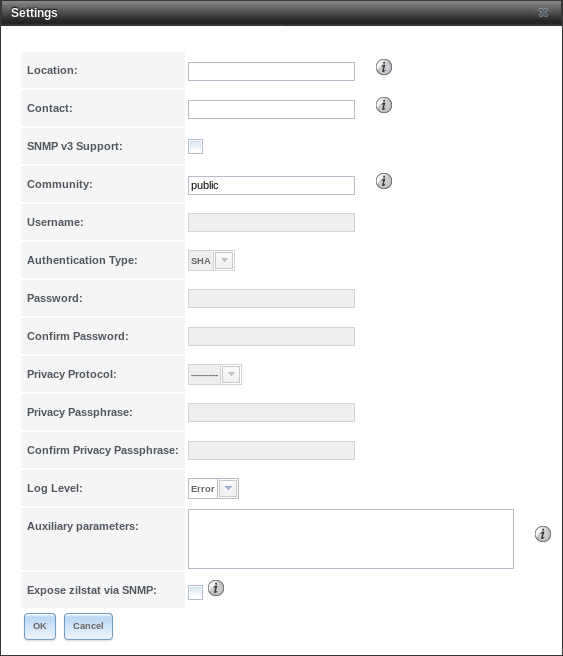 Settings
Location:
Contact:
SNMP v3 Support:
Community: public
Username:
Authentication Type: SHA
Password:
Confirm Password:
Privacy Protocol: ---------
Privacy Passphrase:
Confirm Privacy Passphrase:
Log Level: Error
Auxiliary parameters:
Expose zilstat via SNMP:
OK Cancel